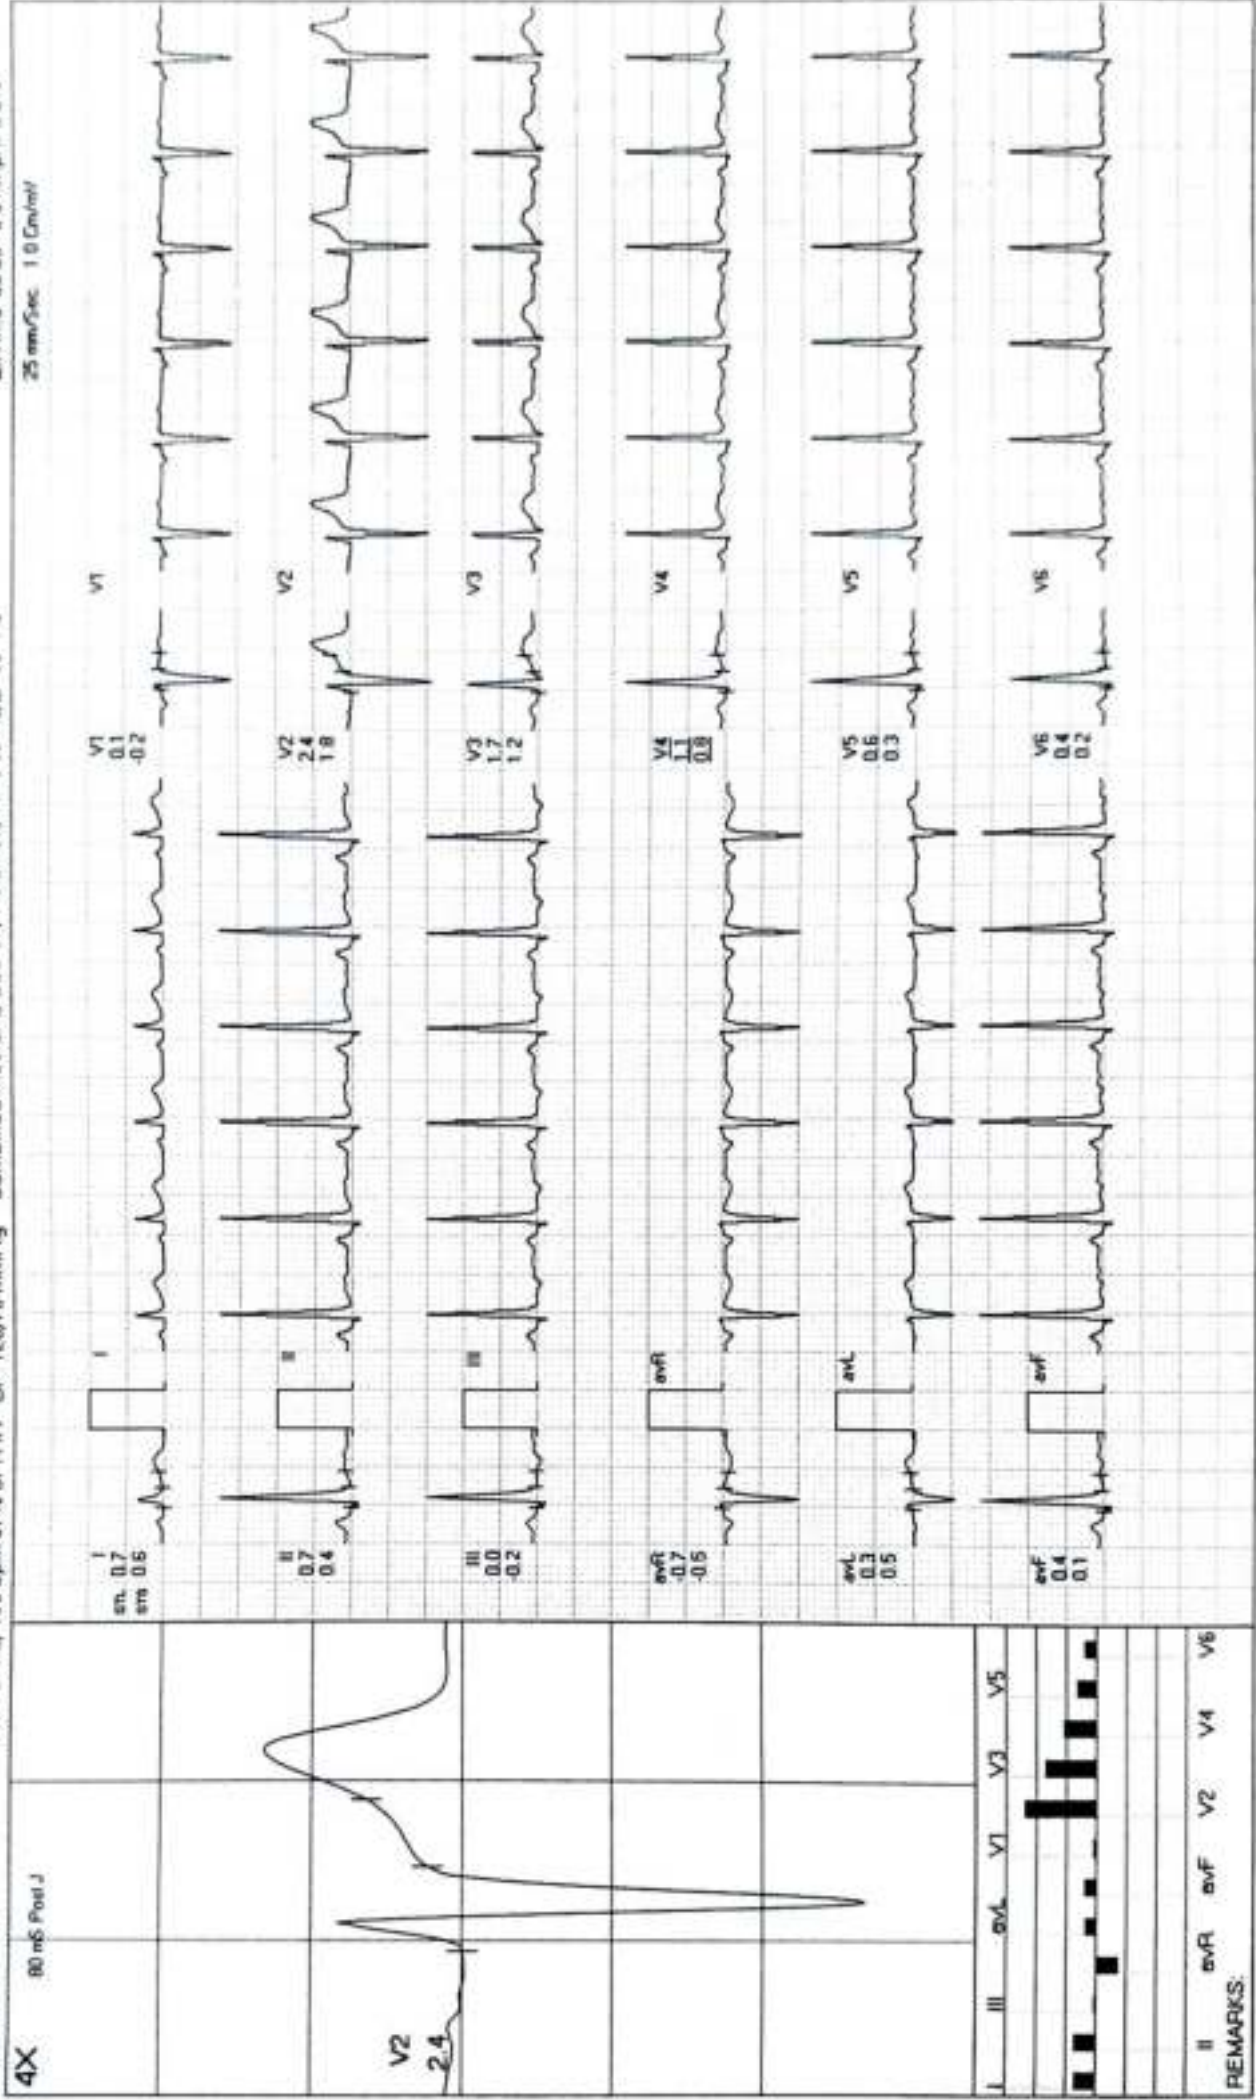 4X
80 mS Post J
25 mm/Sec. 1.0 Cm/mV
V2
2.4
I
STL 0.7
STS 0.6
I
V1
0.1
-0.2
V1
II
0.7
0.4
II
V2
2.4
1.8
V2
III
0.0
-0.2
III
V3
1.7
1.2
V3
avR
-0.7
-0.6
avR
V4
1.1
0.8
V4
avL
0.3
0.5
avL
V5
0.6
0.3
V5
avF
0.4
0.1
avF
V6
0.4
0.2
V6
I III avL V1 V3 V5
II avR avF V2 V4 V6
REMARKS: